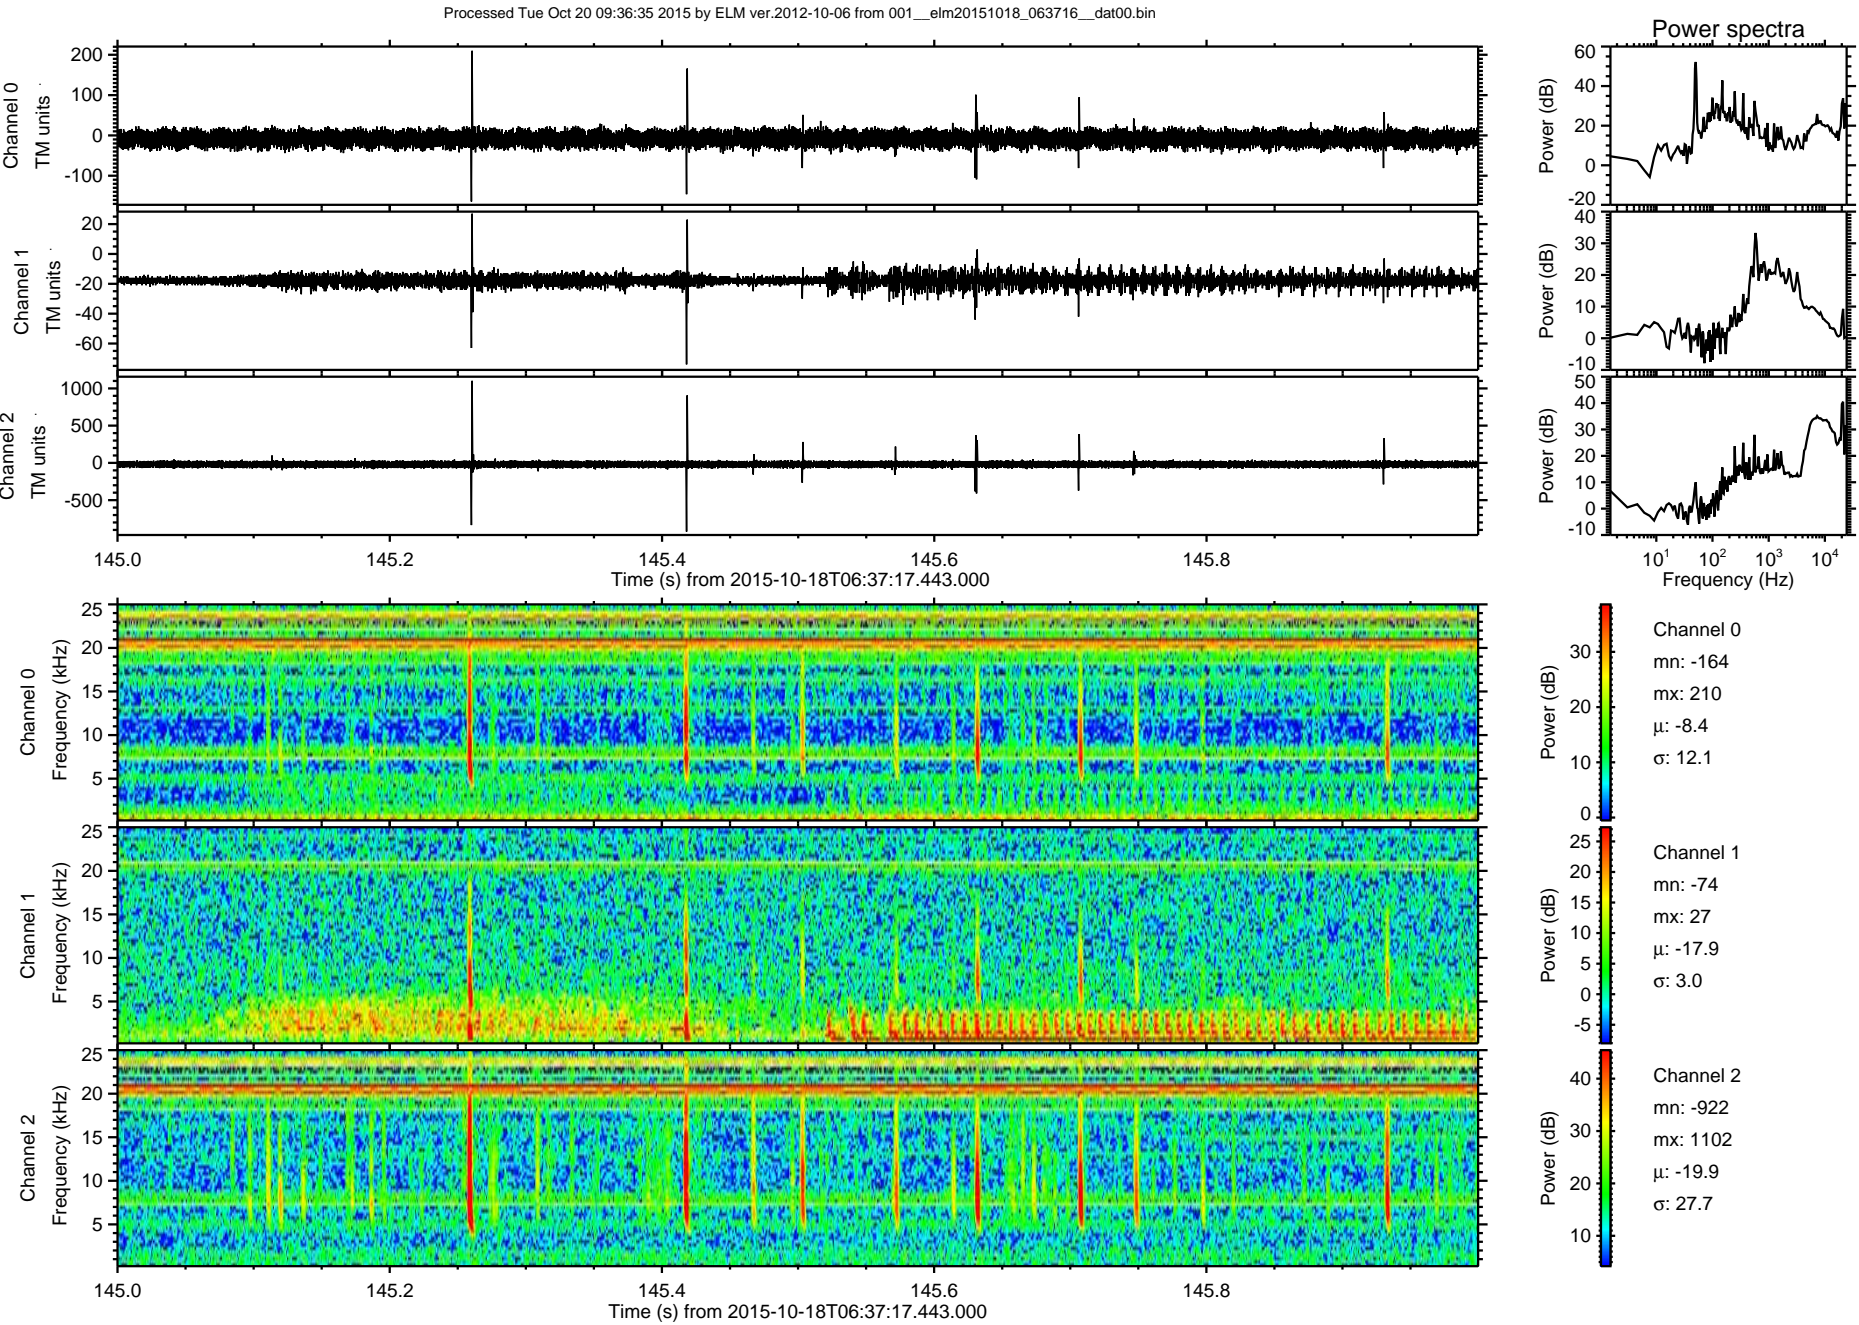 Processed Tue Oct 20 09:36:35 2015 by ELM ver.2012-10-06 from 001__elm20151018_063716__dat00.bin
Power spectra
Channel 0
TM units
200
100
0
-100
Power (dB)
60
40
20
0
-20
Channel 1
TM units
20
0
-20
-40
-60
Power (dB)
40
30
20
10
0
-10
Channel 2
TM units
1000
500
0
-500
Power (dB)
50
40
30
20
10
0
-10
145.0 145.2 145.4 145.6 145.8
Time (s) from 2015-10-18T06:37:17.443.000
10^1 10^2 10^3 10^4
Frequency (Hz)
Channel 0
Frequency (kHz)
25
20
15
10
5
Power (dB)
30
20
10
0
Channel 0
mn: -164
mx: 210
μ: -8.4
σ: 12.1
Channel 1
Frequency (kHz)
25
20
15
10
5
Power (dB)
25
20
15
10
5
0
-5
Channel 1
mn: -74
mx: 27
μ: -17.9
σ: 3.0
Channel 2
Frequency (kHz)
25
20
15
10
5
Power (dB)
40
30
20
10
Channel 2
mn: -922
mx: 1102
μ: -19.9
σ: 27.7
145.0 145.2 145.4 145.6 145.8
Time (s) from 2015-10-18T06:37:17.443.000